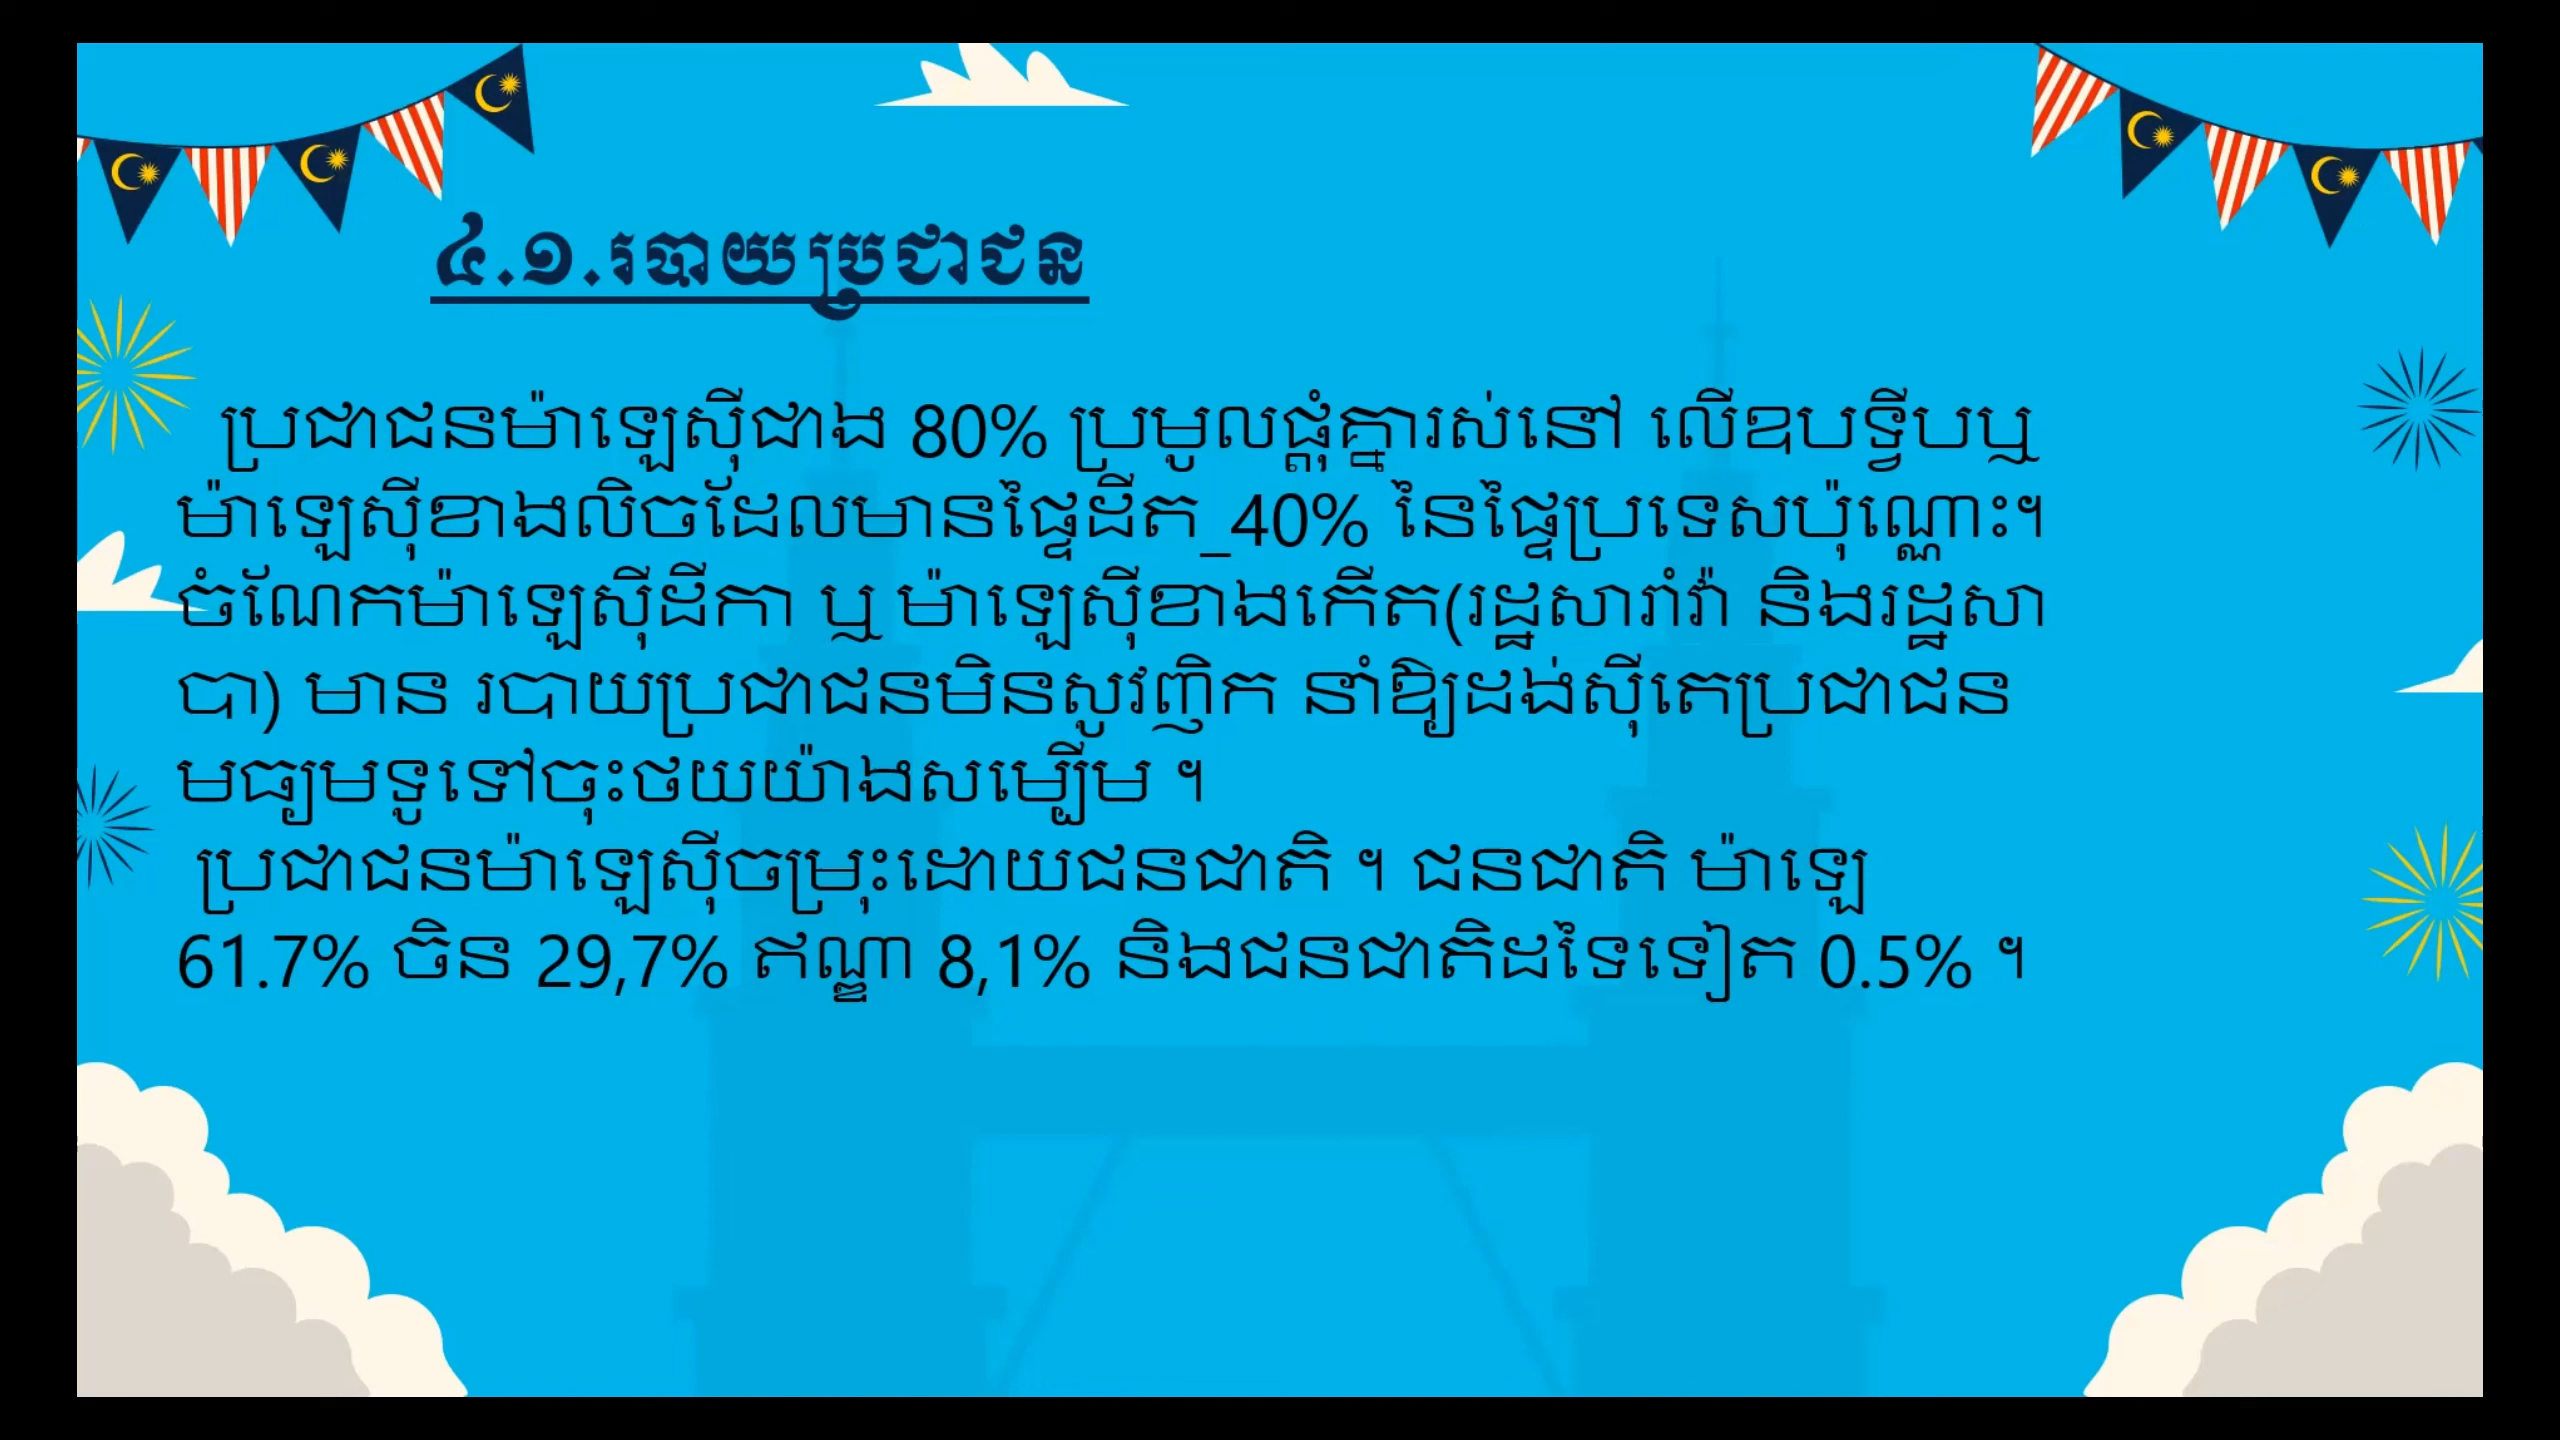 ៤.១.របាយប្រជាជន
ប្រជាជនម៉ាឡេស៊ីជាង 80% ប្រមូលផ្តុំគ្នារស់នៅ លើឧបទ្វីបឬ
ម៉ាឡេស៊ីខាងលិចដែលមានផ្ទៃដីត_40% នៃផ្ទៃប្រទេសប៉ុណ្ណោះ។
ចំណែកម៉ាឡេស៊ីដីកា ឬ ម៉ាឡេស៊ីខាងកើត(រដ្ឋសារ៉ាំវ៉ា និងរដ្ឋសា
បា) មាន របាយប្រជាជនមិនសូវញិក នាំឱ្យដង់ស៊ីតេប្រជាជន
មធ្យមទូទៅចុះថយយ៉ាងសម្បើម ។
ប្រជាជនម៉ាឡេស៊ីចម្រុះដោយជនជាតិ ។ ជនជាតិ ម៉ាឡេ
61.7% ចិន 29,7% ឥណ្ឌា 8,1% និងជនជាតិដទៃទៀត 0.5% ។